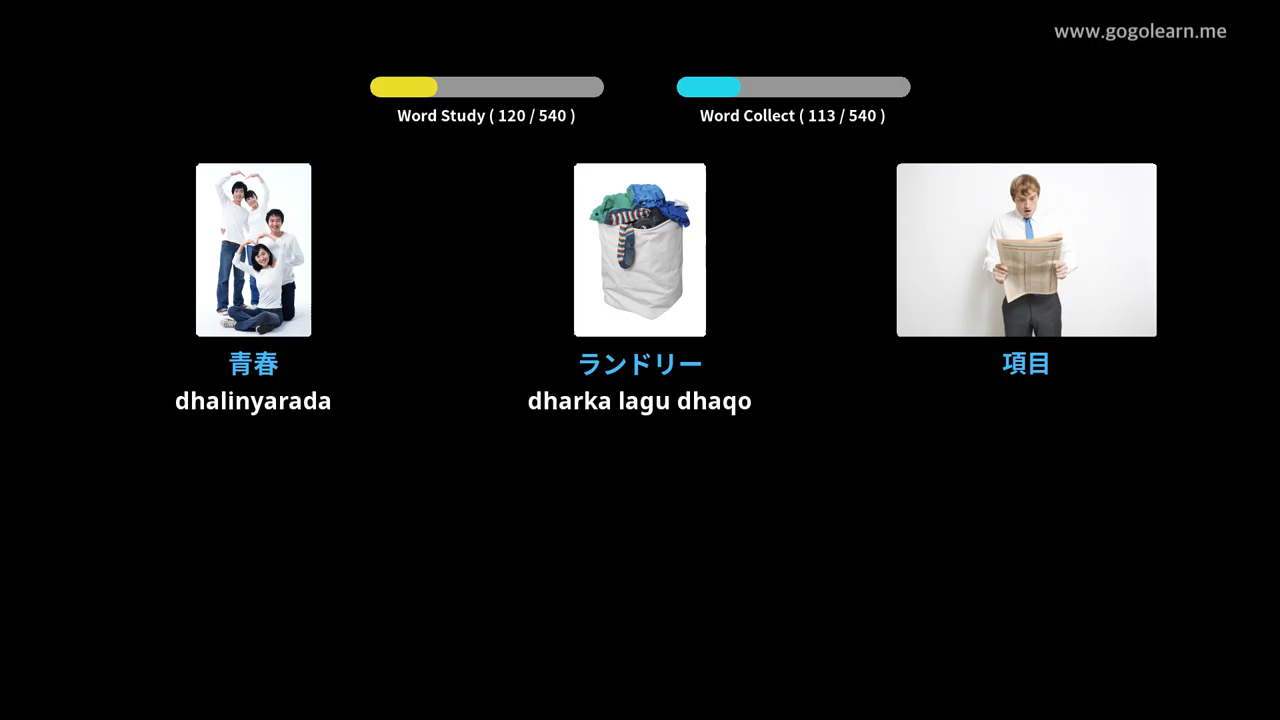 www.gogolearn.me
Word Study ( 120 / 540 )
Word Collect ( 113 / 540 )
青春
ランドリー
項目
dhalinyarada
dharka lagu dhaqo